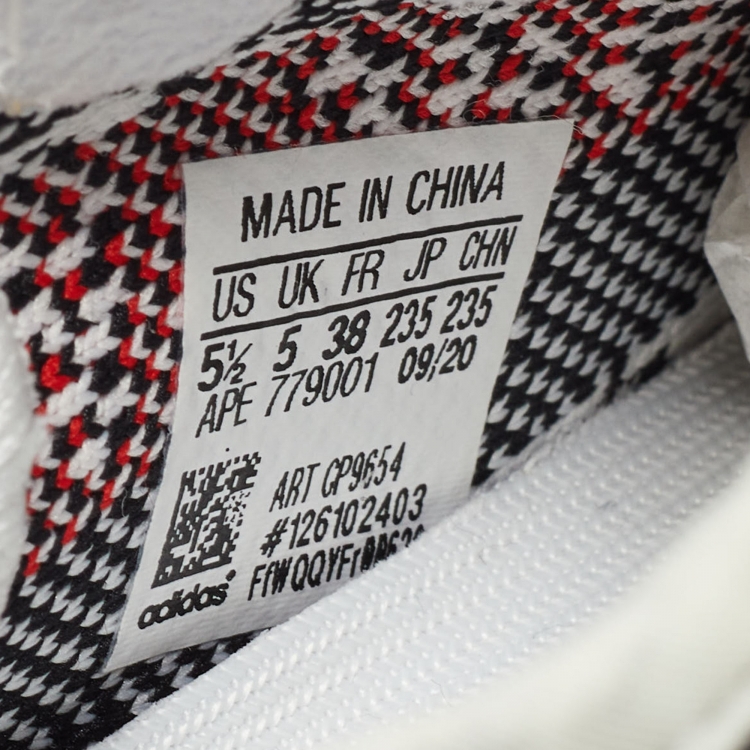 MADE IN CHINA
US UK FR JP CHN
5½ 5 38 235 235
APE 779001 09/20
ART CP9654
#126102403
adidas